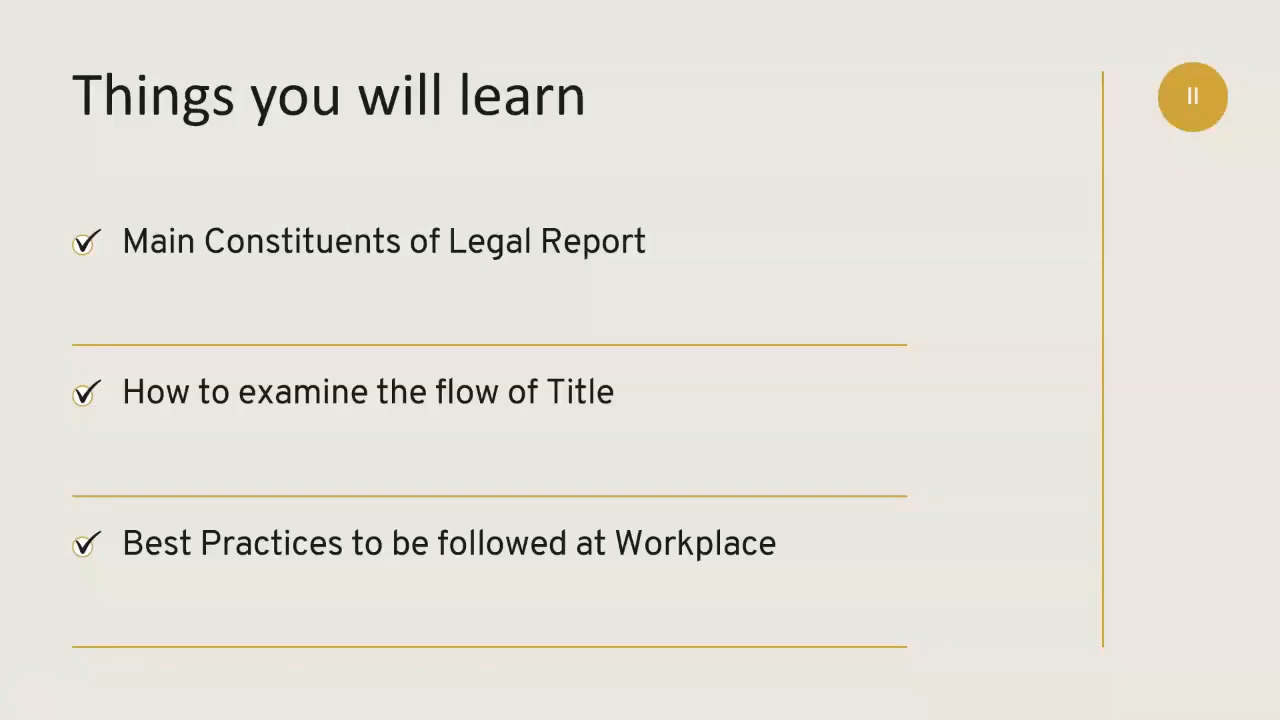 Things you will learn
II
Main Constituents of Legal Report
How to examine the flow of Title
Best Practices to be followed at Workplace